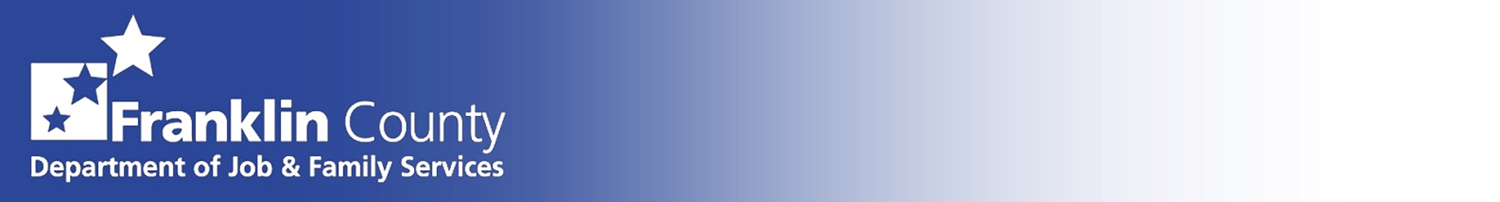 Franklin County
Department of Job & Family Services